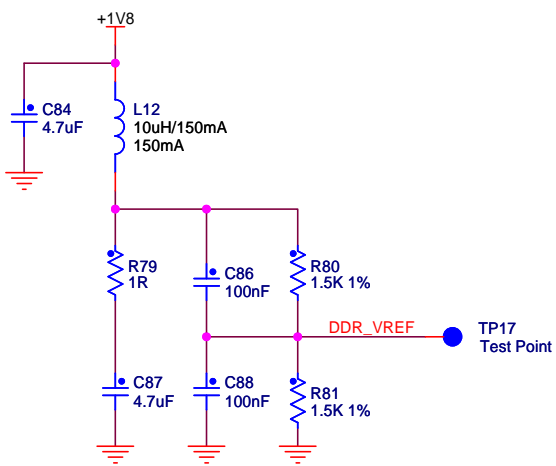 +1V8
C84
4.7uF
L12
10uH/150mA
150mA
R79
1R
C86
100nF
R80
1.5K 1%
DDR_VREF
TP17
Test Point
C87
4.7uF
C88
100nF
R81
1.5K 1%